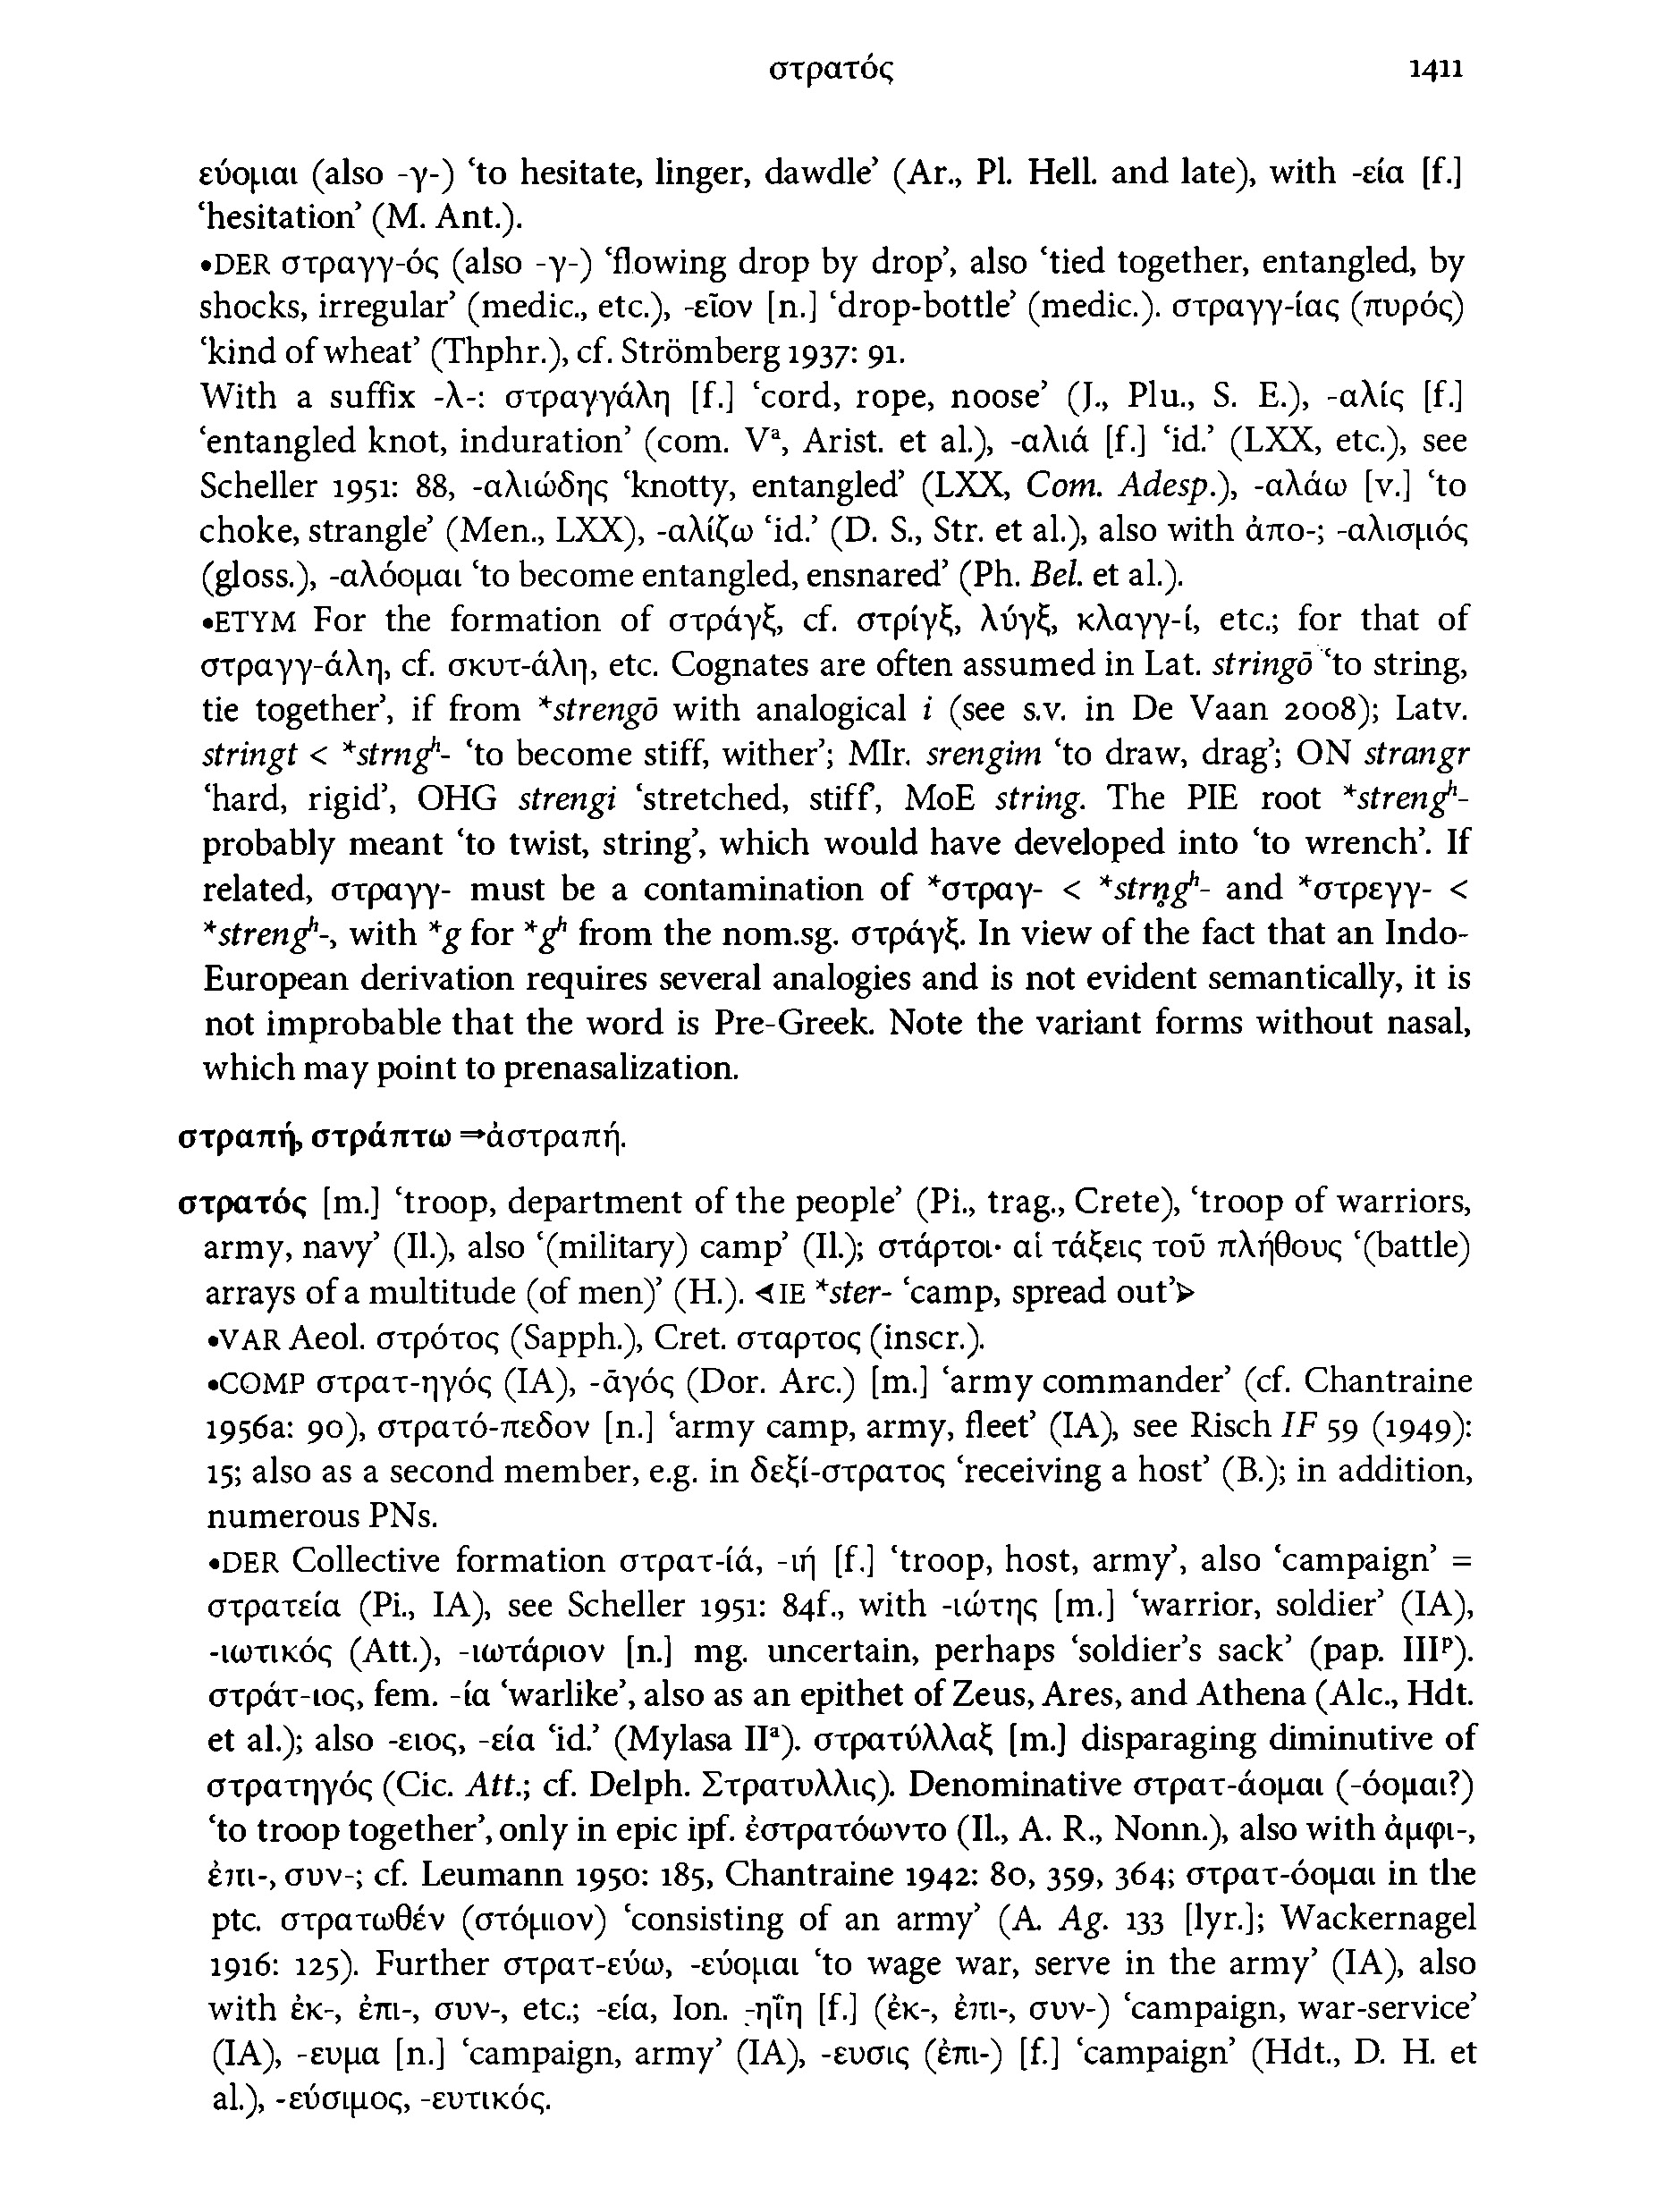 στρατός 1411
εύομαι (also -γ-) ‘to hesitate, linger, dawdle’ (Ar., Pl. Hell. and late), with -εία [f.]
‘hesitation’ (M. Ant.).
•DER στραγγ-ός (also -γ-) ‘flowing drop by drop’, also ‘tied together, entangled, by
shocks, irregular’ (medic., etc.), -εῖον [n.] ‘drop-bottle’ (medic.). στραγγ-ίας (πυρός)
‘kind of wheat’ (Thphr.), cf. Strömberg 1937: 91.
With a suffix -λ-: στραγγάλη [f.] ‘cord, rope, noose’ (J., Plu., S. E.), -αλίς [f.]
‘entangled knot, induration’ (com. Vᵃ, Arist. et al.), -αλιά [f.] ‘id.’ (LXX, etc.), see
Scheller 1951: 88, -αλιώδης ‘knotty, entangled’ (LXX, Com. Adesp.), -αλάω [v.] ‘to
choke, strangle’ (Men., LXX), -αλίζω ‘id.’ (D. S., Str. et al.), also with ἀπο-; -αλισμός
(gloss.), -αλόομαι ‘to become entangled, ensnared’ (Ph. Bel. et al.).
•ETYM For the formation of στράγξ, cf. στρίγξ, λύγξ, κλαγγ-ί, etc.; for that of
στραγγ-άλη, cf. σκυτ-άλη, etc. Cognates are often assumed in Lat. stringō ‘to string,
tie together’, if from *strengō with analogical i (see s.v. in De Vaan 2008); Latv.
stringt < *strngʰ- ‘to become stiff, wither’; MIr. srengim ‘to draw, drag’; ON strangr
‘hard, rigid’, OHG strengi ‘stretched, stiff’, MoE string. The PIE root *strengʰ-
probably meant ‘to twist, string’, which would have developed into ‘to wrench’. If
related, στραγγ- must be a contamination of *στραγ- < *strn̥gʰ- and *στρεγγ- <
*strengʰ-, with *g for *gʰ from the nom.sg. στράγξ. In view of the fact that an Indo-
European derivation requires several analogies and is not evident semantically, it is
not improbable that the word is Pre-Greek. Note the variant forms without nasal,
which may point to prenasalization.
στραπή, στράπτω ⇒ἀστραπή.
στρατός [m.] ‘troop, department of the people’ (Pi., trag., Crete), ‘troop of warriors,
army, navy’ (Il.), also ‘(military) camp’ (Il.); στάρτοι· αἱ τάξεις τοῦ πλήθους ‘(battle)
arrays of a multitude (of men)’ (H.). ◁IE *ster- ‘camp, spread out’▷
•VAR Aeol. στρότος (Sapph.), Cret. σταρτος (inscr.).
•COMP στρατ-ηγός (IA), -ᾱγός (Dor. Arc.) [m.] ‘army commander’ (cf. Chantraine
1956a: 90), στρατό-πεδον [n.] ‘army camp, army, fleet’ (IA), see Risch IF 59 (1949):
15; also as a second member, e.g. in δεξί-στρατος ‘receiving a host’ (B.); in addition,
numerous PNs.
•DER Collective formation στρατ-ιά, -ιή [f.] ‘troop, host, army’, also ‘campaign’ =
στρατεία (Pi., IA), see Scheller 1951: 84f., with -ιώτης [m.] ‘warrior, soldier’ (IA),
-ιωτικός (Att.), -ιωτάριον [n.] mg. uncertain, perhaps ‘soldier’s sack’ (pap. IIIᵖ).
στράτ-ιος, fem. -ία ‘warlike’, also as an epithet of Zeus, Ares, and Athena (Alc., Hdt.
et al.); also -ειος, -εία ‘id.’ (Mylasa IIᵃ). στρατύλλαξ [m.] disparaging diminutive of
στρατηγός (Cic. Att.; cf. Delph. Στρατυλλις). Denominative στρατ-άομαι (-όομαι?)
‘to troop together’, only in epic ipf. ἐστρατόωντο (Il., A. R., Nonn.), also with ἀμφι-,
ἐπι-, συν-; cf. Leumann 1950: 185, Chantraine 1942: 80, 359, 364; στρατ-όομαι in the
ptc. στρατωθέν (στόμιον) ‘consisting of an army’ (A. Ag. 133 [lyr.]; Wackernagel
1916: 125). Further στρατ-εύω, -εύομαι ‘to wage war, serve in the army’ (IA), also
with ἐκ-, ἐπι-, συν-, etc.; -εία, Ion. -ηΐη [f.] (ἐκ-, ἐπι-, συν-) ‘campaign, war-service’
(IA), -ευμα [n.] ‘campaign, army’ (IA), -ευσις (ἐπι-) [f.] ‘campaign’ (Hdt., D. H. et
al.), -εύσιμος, -ευτικός.